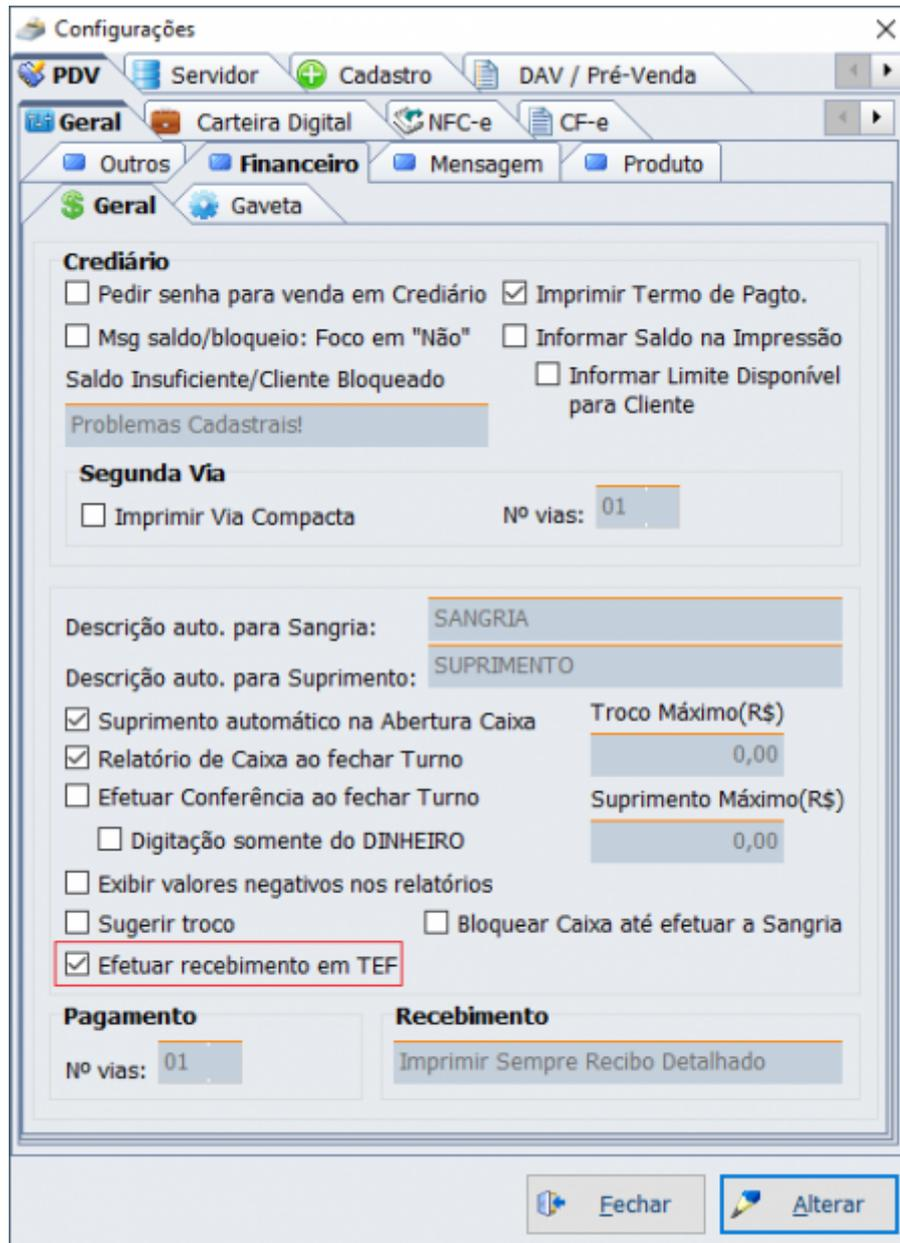 Configurações
PDV Servidor Cadastro DAV / Pré-Venda
Geral Carteira Digital NFC-e CF-e
Outros Financeiro Mensagem Produto
Geral Gaveta
Crediário
Pedir senha para venda em Crediário Imprimir Termo de Pagto.
Msg saldo/bloqueio: Foco em "Não" Informar Saldo na Impressão
Saldo Insuficiente/Cliente Bloqueado Informar Limite Disponível
para Cliente
Problemas Cadastrais!
Segunda Via
Imprimir Via Compacta Nº vias: 01
Descrição auto. para Sangria: SANGRIA
Descrição auto. para Suprimento: SUPRIMENTO
Suprimento automático na Abertura Caixa Troco Máximo(R$)
Relatório de Caixa ao fechar Turno 0,00
Efetuar Conferência ao fechar Turno Suprimento Máximo(R$)
Digitação somente do DINHEIRO 0,00
Exibir valores negativos nos relatórios
Sugerir troco Bloquear Caixa até efetuar a Sangria
Efetuar recebimento em TEF
Pagamento Recebimento
Nº vias: 01 Imprimir Sempre Recibo Detalhado
Fechar Alterar